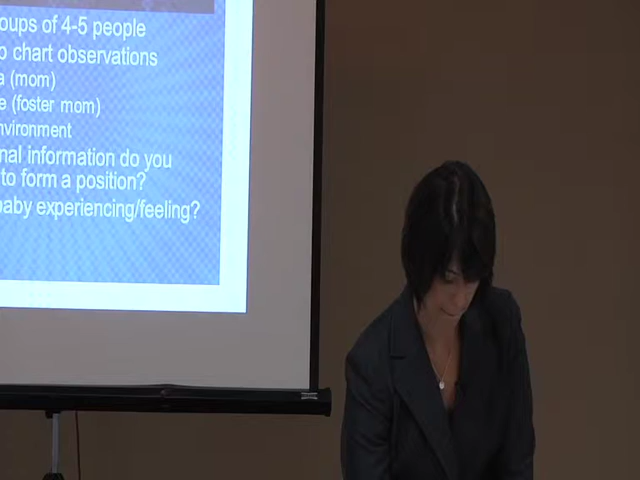 oups of 4-5 people
o chart observations
a (mom)
e (foster mom)
nvironment
nal information do you
to form a position?
baby experiencing/feeling?